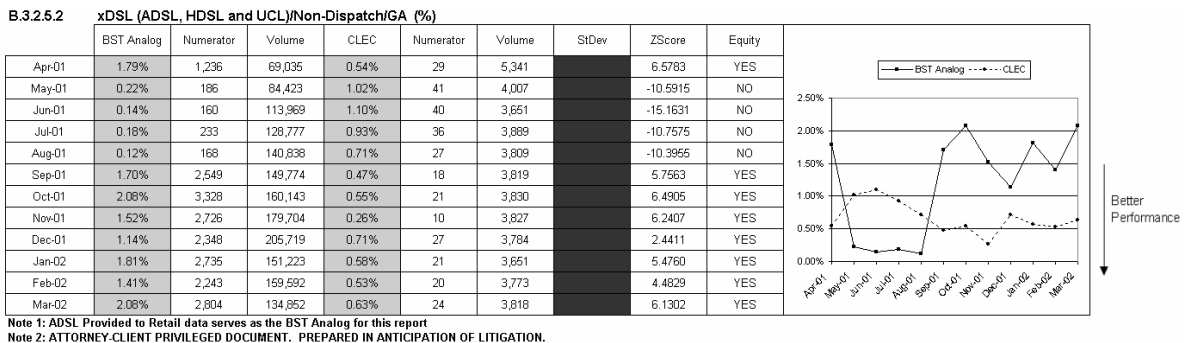 B.3.2.5.2 xDSL (ADSL, HDSL and UCL)/Non-Dispatch/GA (%)
BST Analog Numerator Volume CLEC Numerator Volume StDev ZScore Equity
Apr-01 1.79% 1,236 69,035 0.54% 29 5,341 6.5783 YES
May-01 0.22% 186 84,423 1.02% 41 4,007 -10.5915 NO
Jun-01 0.14% 160 113,969 1.10% 40 3,651 -15.1631 NO
Jul-01 0.18% 233 128,777 0.93% 36 3,889 -10.7575 NO
Aug-01 0.12% 168 140,838 0.71% 27 3,809 -10.3955 NO
Sep-01 1.70% 2,549 149,774 0.47% 18 3,819 5.7563 YES
Oct-01 2.08% 3,328 160,143 0.55% 21 3,830 6.4905 YES
Nov-01 1.52% 2,726 179,704 0.26% 10 3,827 6.2407 YES
Dec-01 1.14% 2,348 205,719 0.71% 27 3,784 2.4411 YES
Jan-02 1.81% 2,735 151,223 0.58% 21 3,651 5.4760 YES
Feb-02 1.41% 2,243 159,592 0.53% 20 3,773 4.4829 YES
Mar-02 2.08% 2,804 134,852 0.63% 24 3,818 6.1302 YES
BST Analog CLEC
2.50%
2.00%
1.50%
1.00%
0.50%
0.00%
Apr-01 May-01 Jun-01 Jul-01 Aug-01 Sep-01 Oct-01 Nov-01 Dec-01 Jan-02 Feb-02 Mar-02
Better
Performance
Note 1: ADSL Provided to Retail data serves as the BST Analog for this report
Note 2: ATTORNEY-CLIENT PRIVILEGED DOCUMENT. PREPARED IN ANTICIPATION OF LITIGATION.